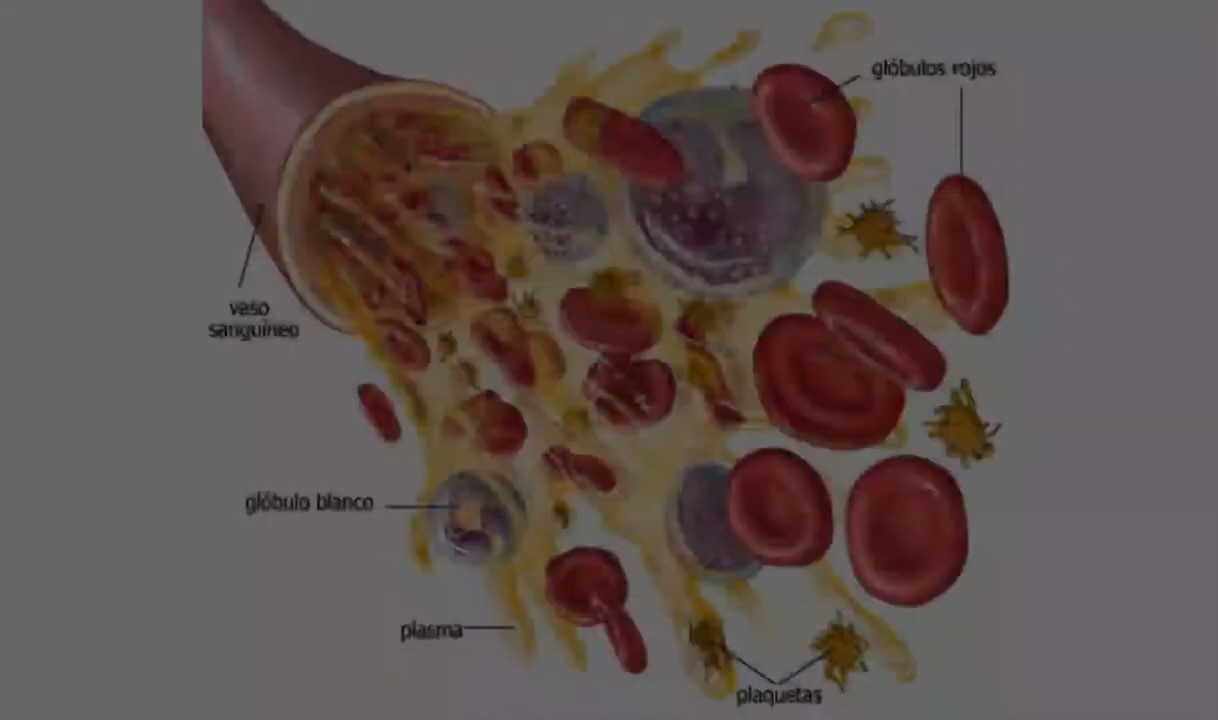 glóbulos rojos
vaso
sanguíneo
glóbulo blanco
plasma
plaquetas